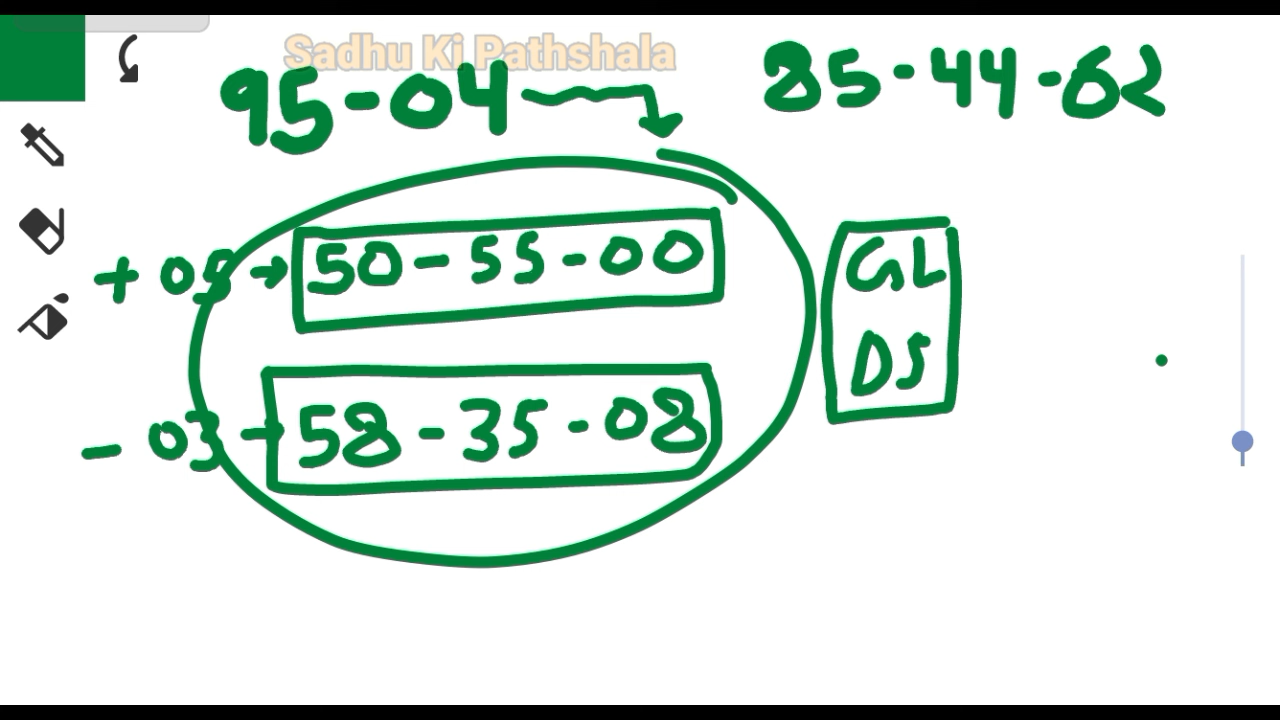 Sadhu Ki Pathshala
95-04 85-44-62
+ 05 → 50-55-00
GL
DS
- 03 - 58-35-08